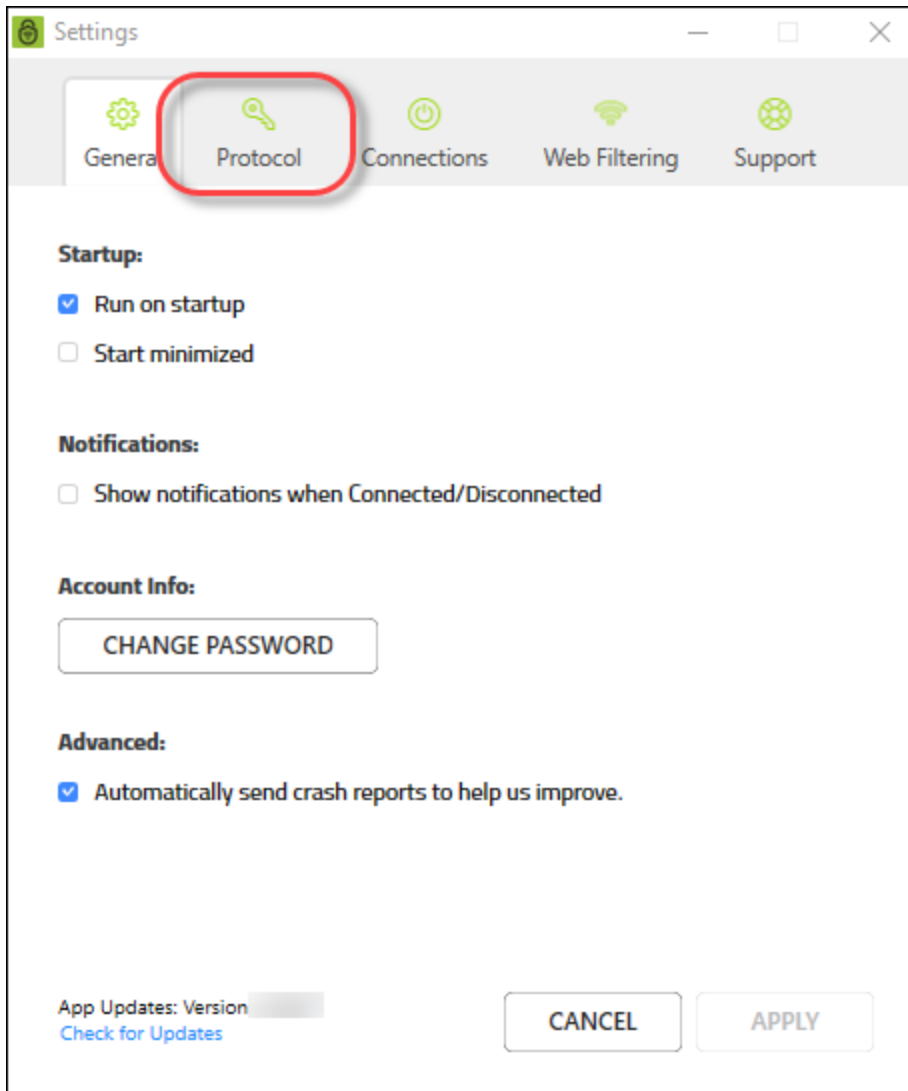 Settings
General
Protocol
Connections
Web Filtering
Support
Startup:
Run on startup
Start minimized
Notifications:
Show notifications when Connected/Disconnected
Account Info:
CHANGE PASSWORD
Advanced:
Automatically send crash reports to help us improve.
App Updates: Version
Check for Updates
CANCEL
APPLY